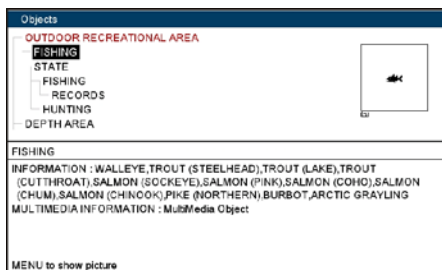 Objects
OUTDOOR RECREATIONAL AREA
FISHING
STATE
FISHING
RECORDS
HUNTING
DEPTH AREA
FISHING
INFORMATION : WALLEYE,TROUT (STEELHEAD),TROUT (LAKE),TROUT
(CUTTHROAT),SALMON (SOCKEYE),SALMON (PINK),SALMON (COHO),SALMON
(CHUM),SALMON (CHINOOK),PIKE (NORTHERN),BURBOT,ARCTIC GRAYLING
MULTIMEDIA INFORMATION : MultiMedia Object
MENU to show picture